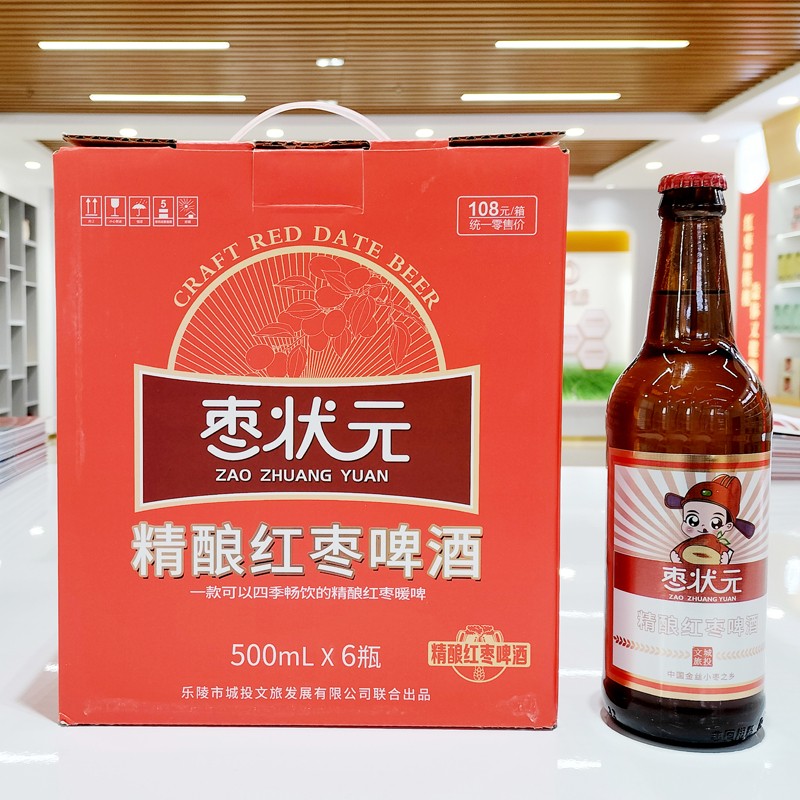 108元/箱
统一零售价
5
CRAFT RED DATE BEER
枣状元
ZAO ZHUANG YUAN
精酿红枣啤酒
一款可以四季畅饮的精酿红枣暖啤
500mL X 6瓶
精酿红枣啤酒
乐陵市城投文旅发展有限公司联合出品
枣状元
ZAO ZHUANG YUAN
精酿红枣啤酒
文城
旅投
中国金丝小枣之乡